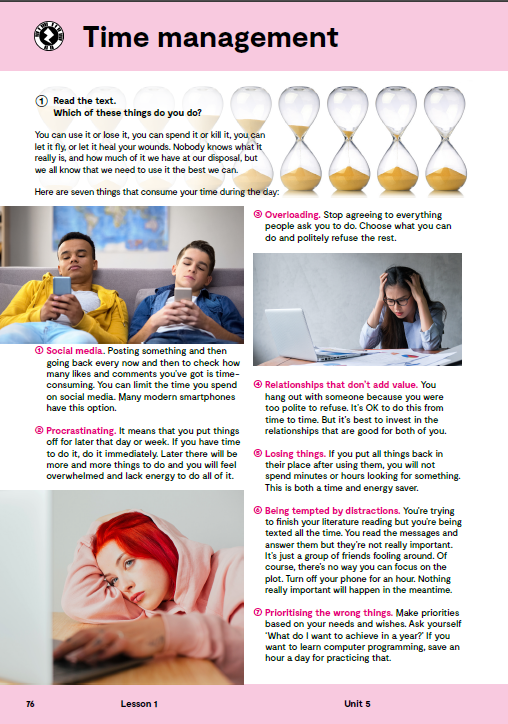 Time management
1 Read the text.
Which of these things do you do?
You can use it or lose it, you can spend it or kill it, you can
let it fly, or let it heal your wounds. Nobody knows what it
really is, and how much of it we have at our disposal, but
we all know that we need to use it the best we can.
Here are seven things that consume your time during the day:
1 Social media. Posting something and then
going back every now and then to check how
many likes and comments you've got is time-
consuming. You can limit the time you spend
on social media. Many modern smartphones
have this option.
2 Procrastinating. It means that you put things
off for later that day or week. If you have time
to do it, do it immediately. Later there will be
more and more things to do and you will feel
overwhelmed and lack energy to do all of it.
3 Overloading. Stop agreeing to everything
people ask you to do. Choose what you can
do and politely refuse the rest.
4 Relationships that don't add value. You
hang out with someone because you were
too polite to refuse. It's OK to do this from
time to time. But it's best to invest in the
relationships that are good for both of you.
5 Losing things. If you put all things back in
their place after using them, you will not
spend minutes or hours looking for something.
This is both a time and energy saver.
6 Being tempted by distractions. You're trying
to finish your literature reading but you're being
texted all the time. You read the messages and
answer them but they're not really important.
It's just a group of friends fooling around. Of
course, there's no way you can focus on the
plot. Turn off your phone for an hour. Nothing
really important will happen in the meantime.
7 Prioritising the wrong things. Make priorities
based on your needs and wishes. Ask yourself
'What do I want to achieve in a year?' If you
want to learn computer programming, save an
hour a day for practicing that.
76
Lesson 1
Unit 5